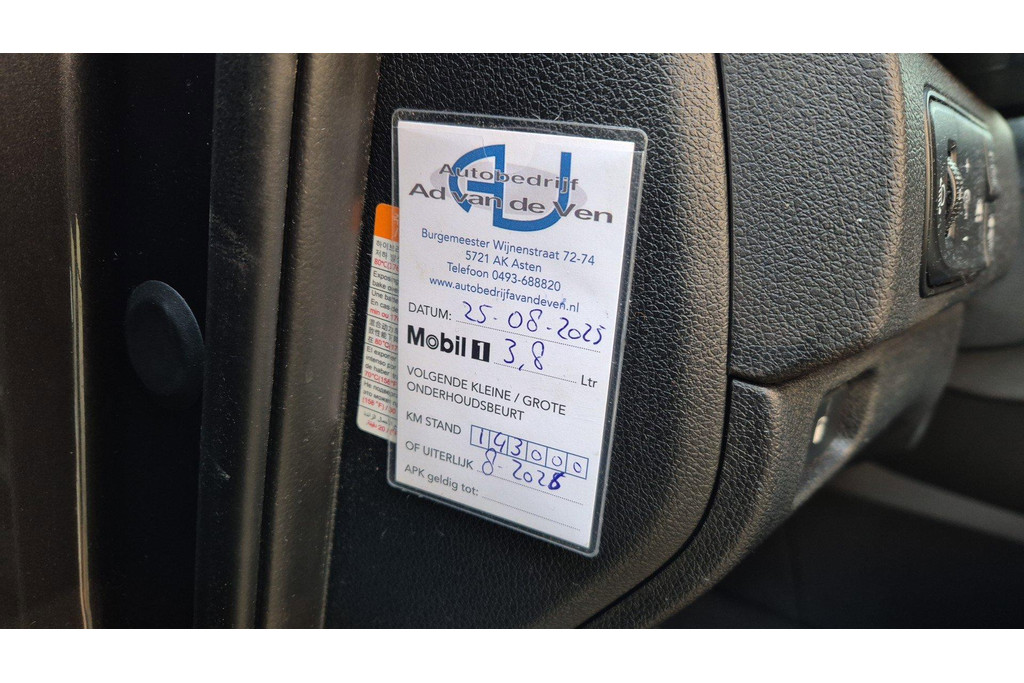 Autobedrijf
Ad van de Ven
Burgemeester Wijnenstraat 72-74
5721 AK Asten
Telefoon 0493-688820
www.autobedrijfavandeven.nl
DATUM: 25-08-2025
Mobil 1 3,8 Ltr
VOLGENDE KLEINE / GROTE
ONDERHOUDSBEURT
KM STAND 143000
OF UITERLIJK 8-2026
APK geldig tot: